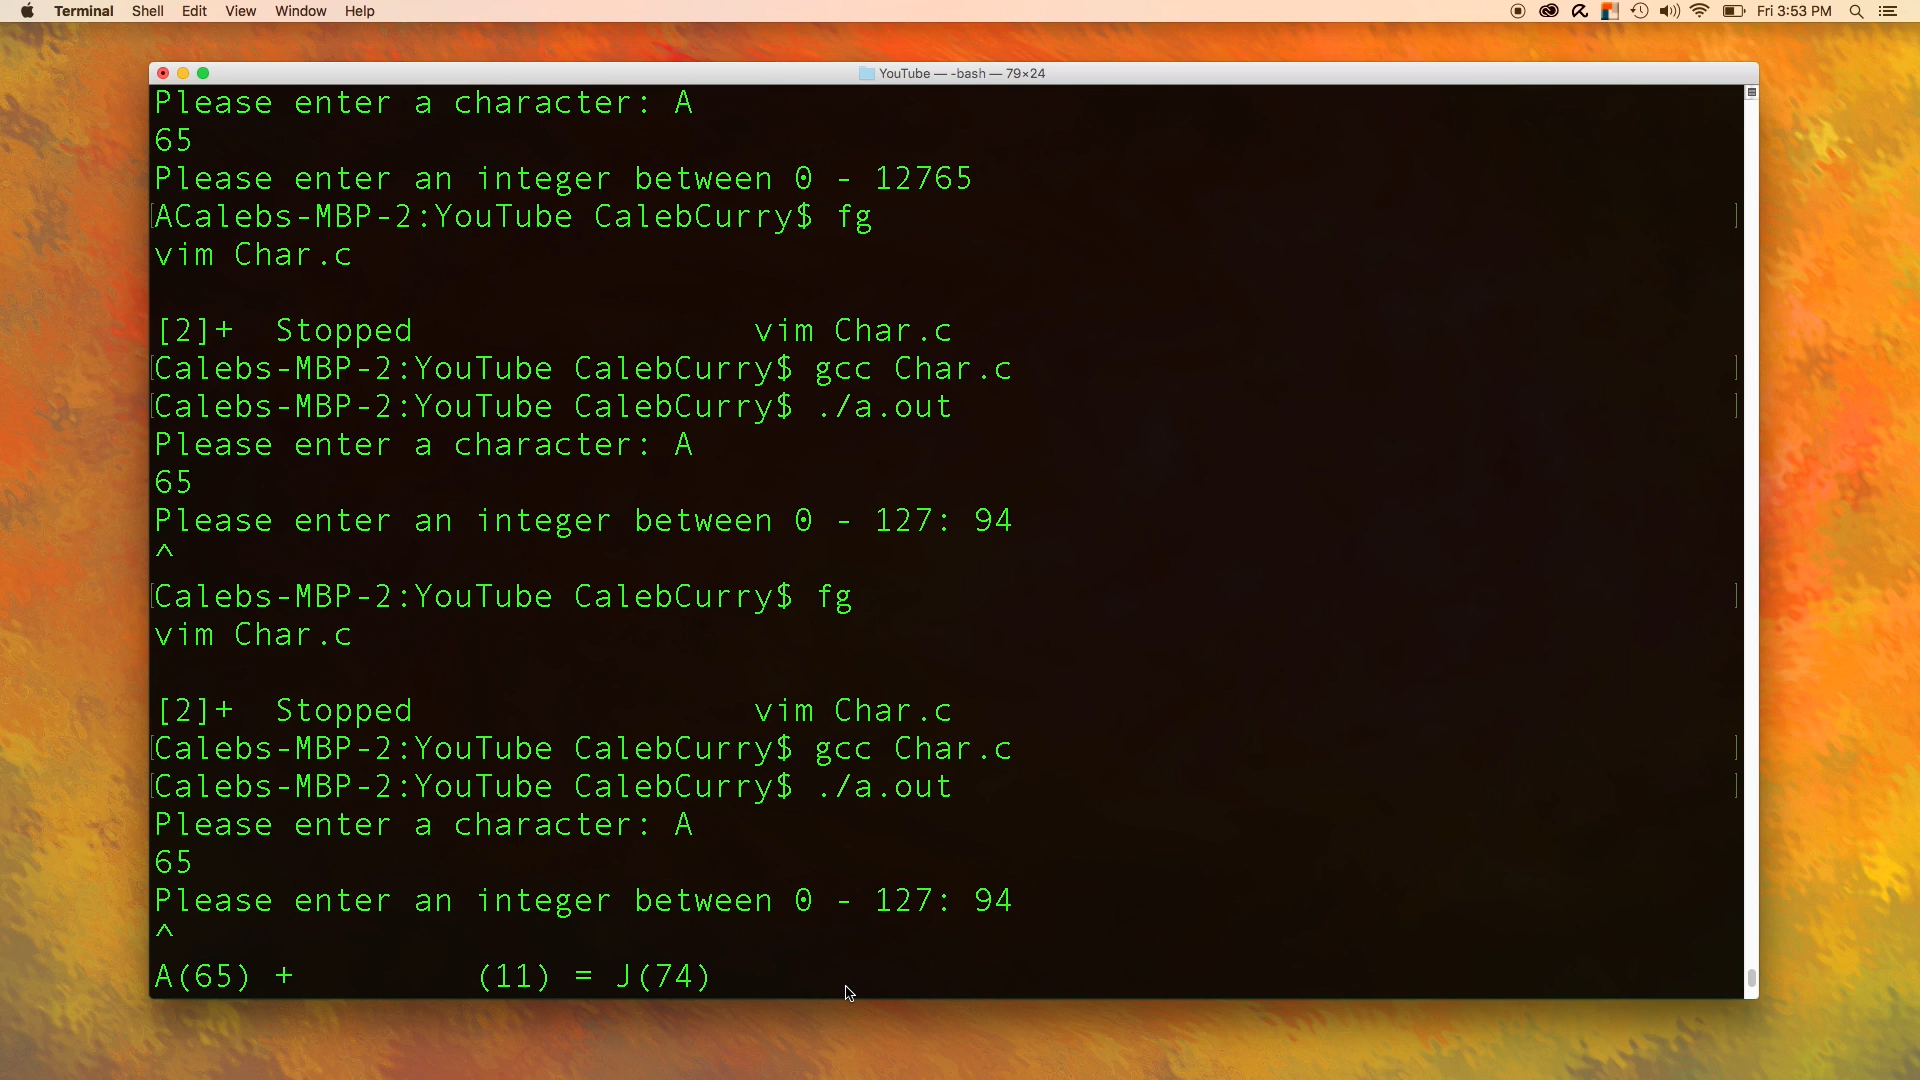 Terminal Shell Edit View Window Help Fri 3:53 PM
YouTube — -bash — 79×24
Please enter a character: A
65
Please enter an integer between 0 - 12765
[ACalebs-MBP-2:YouTube CalebCurry$ fg ]
vim Char.c
[2]+ Stopped vim Char.c
[Calebs-MBP-2:YouTube CalebCurry$ gcc Char.c ]
[Calebs-MBP-2:YouTube CalebCurry$ ./a.out ]
Please enter a character: A
65
Please enter an integer between 0 - 127: 94
^
[Calebs-MBP-2:YouTube CalebCurry$ fg ]
vim Char.c
[2]+ Stopped vim Char.c
[Calebs-MBP-2:YouTube CalebCurry$ gcc Char.c ]
[Calebs-MBP-2:YouTube CalebCurry$ ./a.out ]
Please enter a character: A
65
Please enter an integer between 0 - 127: 94
^
A(65) + (11) = J(74)